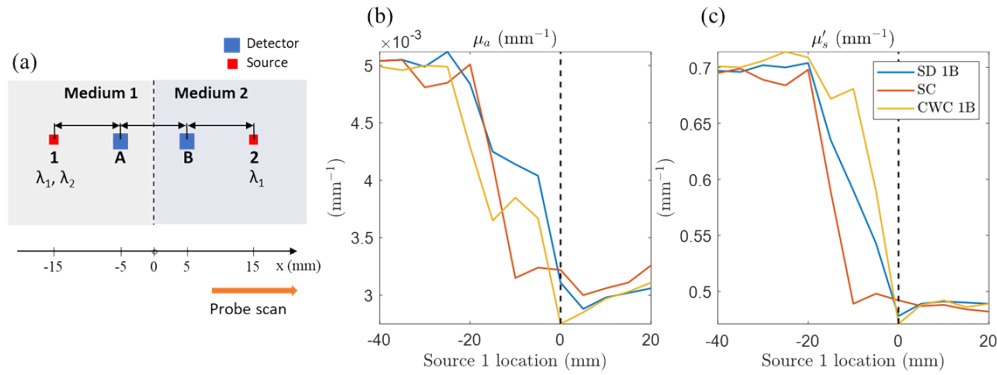 (a)
Detector
Source
Medium 1
Medium 2
1
A
B
2
λ₁, λ₂
λ₁
-15
-5
0
5
15
x (mm)
Probe scan
(b)
×10⁻³
μₐ (mm⁻¹)
(mm⁻¹)
5
4.5
4
3.5
3
-40
-20
0
20
Source 1 location (mm)
(c)
μ′ₛ (mm⁻¹)
(mm⁻¹)
0.7
0.65
0.6
0.55
0.5
-40
-20
0
20
Source 1 location (mm)
SD 1B
SC
CWC 1B